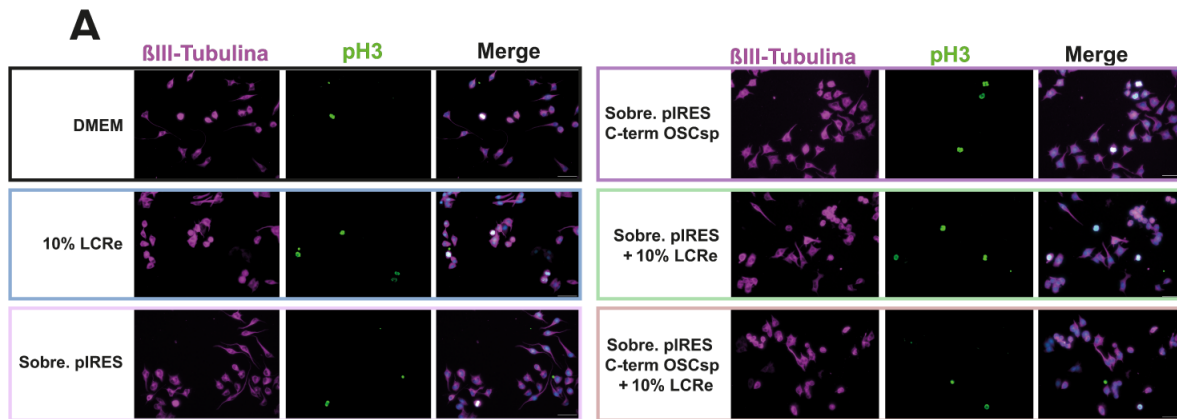 A
ßIII-Tubulina pH3 Merge
DMEM
10% LCRe
Sobre. pIRES
ßIII-Tubulina pH3 Merge
Sobre. pIRES
C-term OSCsp
Sobre. pIRES
+ 10% LCRe
Sobre. pIRES
C-term OSCsp
+ 10% LCRe